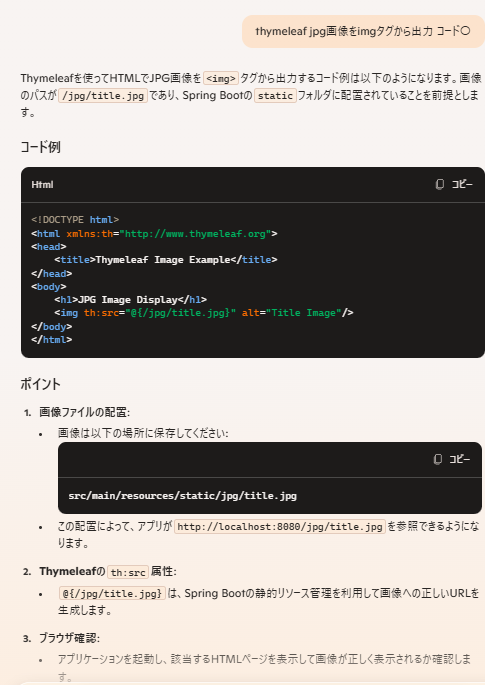 thymeleaf jpg画像をimgタグから出力 コード〇
Thymeleafを使ってHTMLでJPG画像を <img> タグから出力するコード例は以下のようになります。画像
のパスが /jpg/title.jpg であり、Spring Bootの static フォルダに配置されていることを前提としま
す。
コード例
Html
コピー
<!DOCTYPE html>
<html xmlns:th="http://www.thymeleaf.org">
<head>
    <title>Thymeleaf Image Example</title>
</head>
<body>
    <h1>JPG Image Display</h1>
    <img th:src="@{/jpg/title.jpg}" alt="Title Image"/>
</body>
</html>
ポイント
1. 画像ファイルの配置:
• 画像は以下の場所に保存してください:
コピー
src/main/resources/static/jpg/title.jpg
• この配置によって、アプリが http://localhost:8080/jpg/title.jpg を参照できるようにな
ります。
2. Thymeleafの th:src 属性:
• @{/jpg/title.jpg} は、Spring Bootの静的リソース管理を利用して画像への正しいURLを
生成します。
3. ブラウザ確認:
• アプリケーションを起動し、該当するHTMLページを表示して画像が正しく表示されるか確認しま
す。